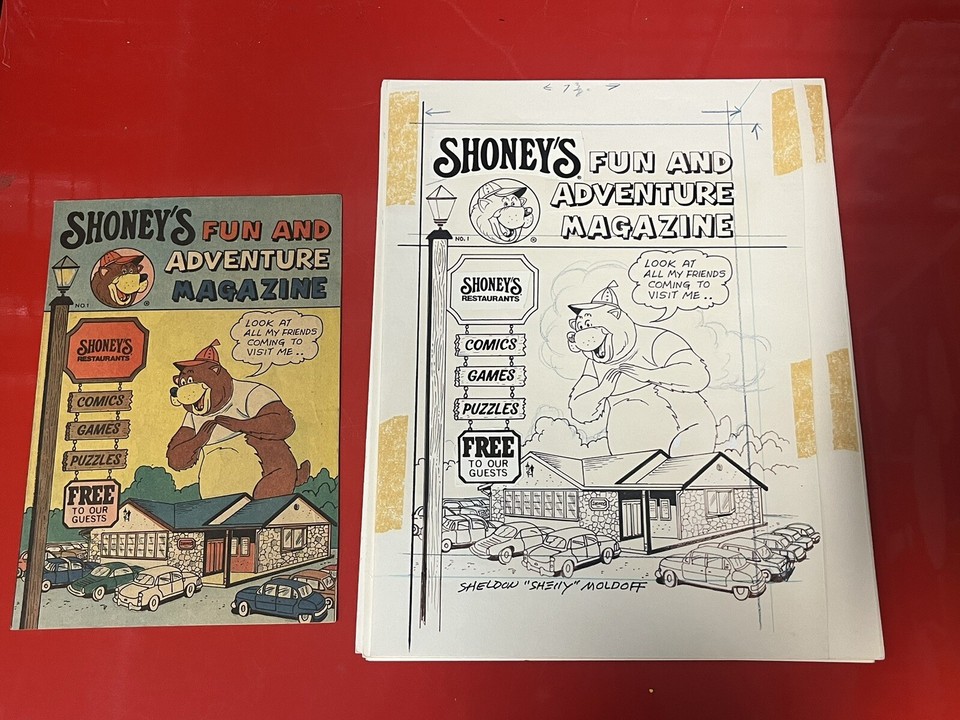 SHONEY'S FUN AND
ADVENTURE
MAGAZINE
NO.1
SHONEY'S
RESTAURANTS
COMICS
GAMES
PUZZLES
FREE
TO OUR
GUESTS
LOOK AT
ALL MY FRIENDS
COMING TO
VISIT ME..
SHONEY'S FUN AND
ADVENTURE
MAGAZINE
NO. 1
SHONEY'S
RESTAURANTS
COMICS
GAMES
PUZZLES
FREE
TO OUR
GUESTS
LOOK AT
ALL MY FRIENDS
COMING TO
VISIT ME..
SHELDON "SHELLY" MOLDOFF